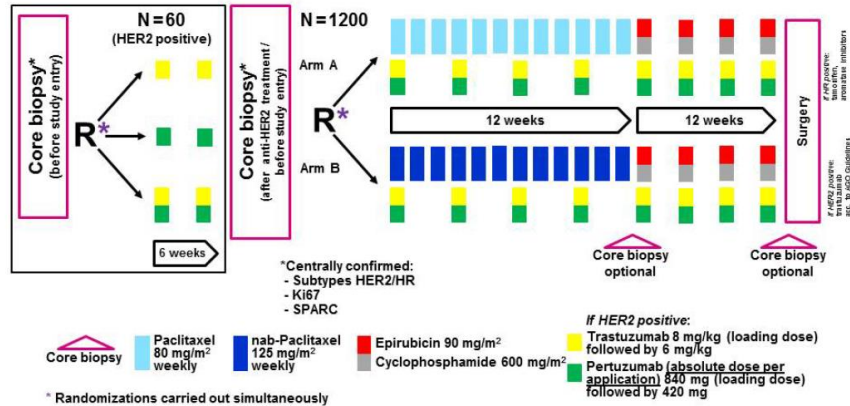 N = 60
(HER2 positive)
Core biopsy*
(before study entry)
R*
6 weeks
Core biopsy*
(after anti-HER2 treatment /
before study entry)
N = 1200
Arm A
R*
Arm B
12 weeks
12 weeks
Surgery
If HR positive:
tamoxifen,
aromatase inhibitors
If HER2 positive:
trastuzumab
acc. to AGO Guidelines
Core biopsy
optional
Core biopsy
optional
*Centrally confirmed:
- Subtypes HER2/HR
- Ki67
- SPARC
Core biopsy
Paclitaxel
80 mg/m²
weekly
nab-Paclitaxel
125 mg/m²
weekly
Epirubicin 90 mg/m²
Cyclophosphamide 600 mg/m²
If HER2 positive:
Trastuzumab 8 mg/kg (loading dose)
followed by 6 mg/kg
Pertuzumab (absolute dose per
application) 840 mg (loading dose)
followed by 420 mg
* Randomizations carried out simultaneously